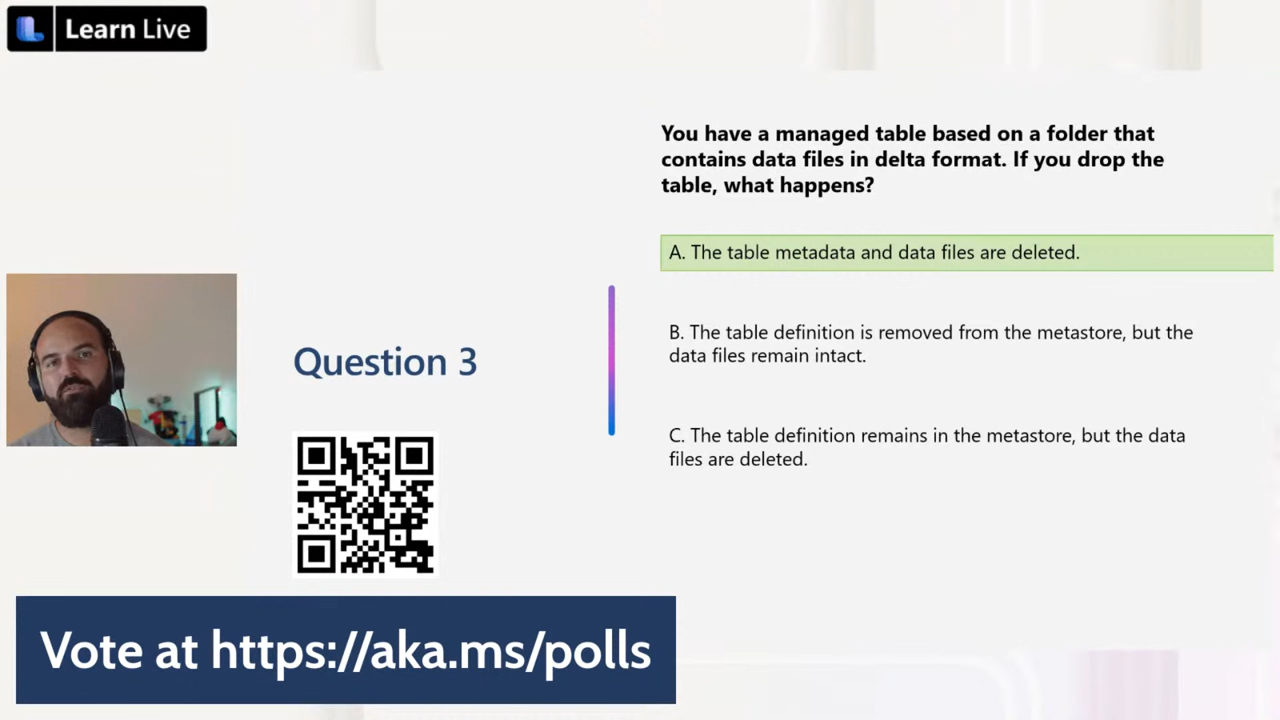 Learn Live
You have a managed table based on a folder that
contains data files in delta format. If you drop the
table, what happens?
A. The table metadata and data files are deleted.
B. The table definition is removed from the metastore, but the
data files remain intact.
C. The table definition remains in the metastore, but the data
files are deleted.
Question 3
Vote at https://aka.ms/polls